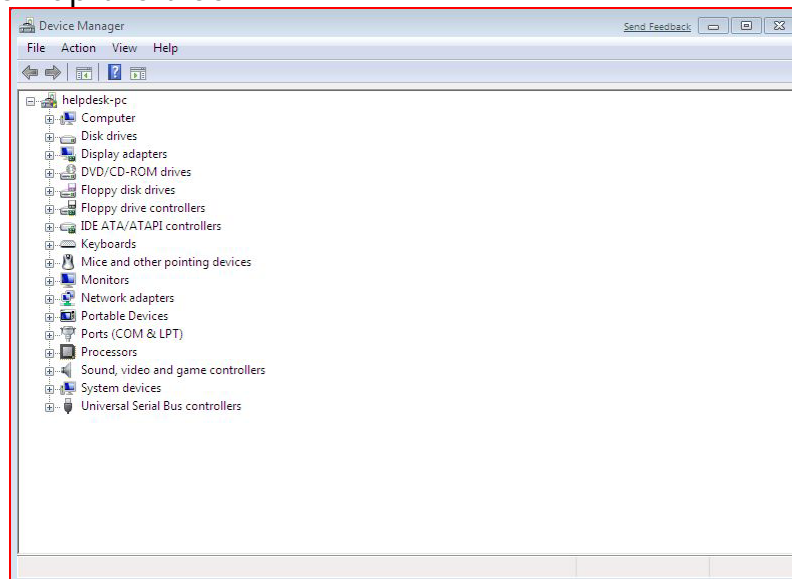 Device Manager
Send Feedback
File Action View Help
helpdesk-pc
Computer
Disk drives
Display adapters
DVD/CD-ROM drives
Floppy disk drives
Floppy drive controllers
IDE ATA/ATAPI controllers
Keyboards
Mice and other pointing devices
Monitors
Network adapters
Portable Devices
Ports (COM & LPT)
Processors
Sound, video and game controllers
System devices
Universal Serial Bus controllers